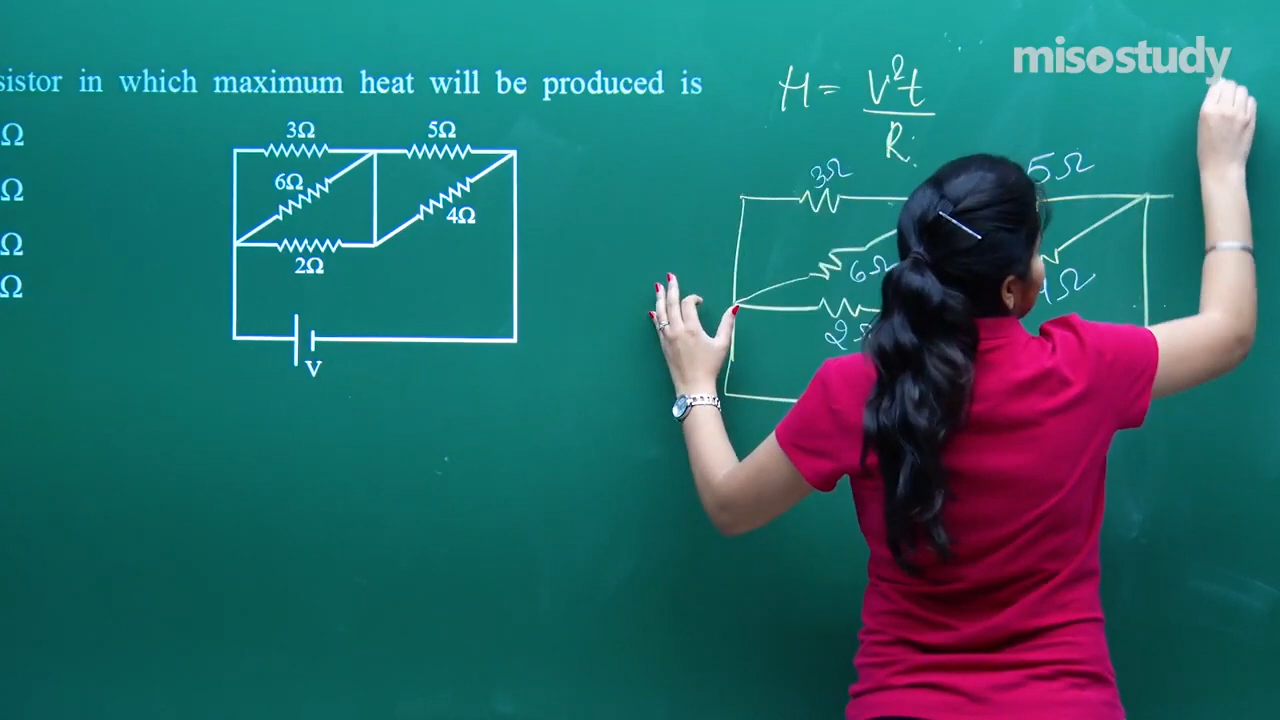 misostudy
sistor in which maximum heat will be produced is
Ω
Ω
Ω
Ω
3Ω
5Ω
6Ω
4Ω
2Ω
V
H = V²t
R.
3Ω
5Ω
6Ω
Ω
2